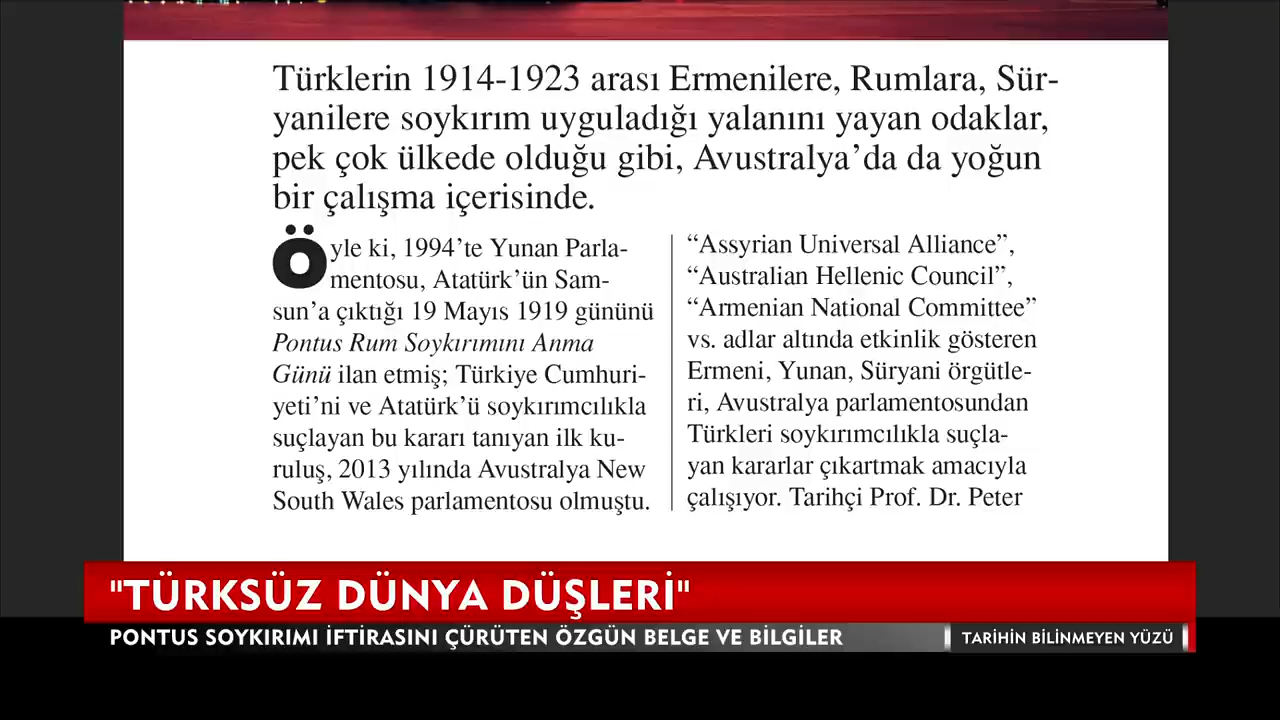 Türklerin 1914-1923 arası Ermenilere, Rumlara, Sür-
yanilere soykırım uyguladığı yalanını yayan odaklar,
pek çok ülkede olduğu gibi, Avustralya’da da yoğun
bir çalışma içerisinde.
Öyle ki, 1994’te Yunan Parla-
mentosu, Atatürk’ün Sam-
sun’a çıktığı 19 Mayıs 1919 gününü
Pontus Rum Soykırımını Anma
Günü ilan etmiş; Türkiye Cumhuri-
yeti’ni ve Atatürk’ü soykırımcılıkla
suçlayan bu kararı tanıyan ilk ku-
ruluş, 2013 yılında Avustralya New
South Wales parlamentosu olmuştu.
“Assyrian Universal Alliance”,
“Australian Hellenic Council”,
“Armenian National Committee”
vs. adlar altında etkinlik gösteren
Ermeni, Yunan, Süryani örgütle-
ri, Avustralya parlamentosundan
Türkleri soykırımcılıkla suçla-
yan kararlar çıkartmak amacıyla
çalışıyor. Tarihçi Prof. Dr. Peter
"TÜRKSÜZ DÜNYA DÜŞLERİ"
PONTUS SOYKIRIMI İFTİRASINI ÇÜRÜTEN ÖZGÜN BELGE VE BİLGİLER
TARİHİN BİLİNMEYEN YÜZÜ